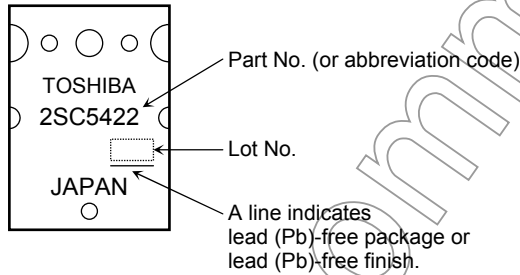 TOSHIBA
2SC5422
JAPAN
Part No. (or abbreviation code)
Lot No.
A line indicates
lead (Pb)-free package or
lead (Pb)-free finish.